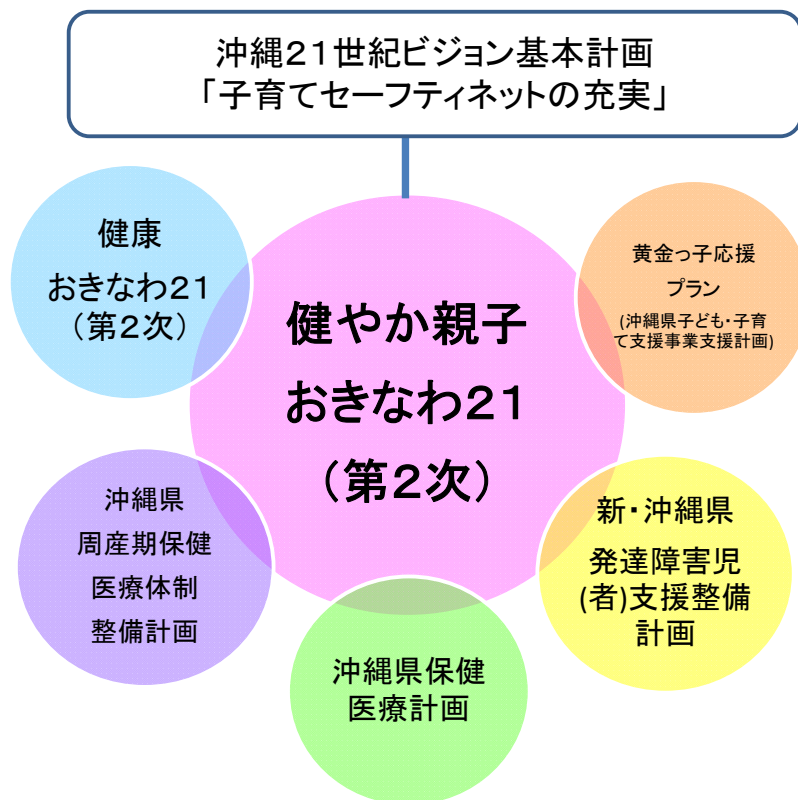 沖縄21世紀ビジョン基本計画
「子育てセーフティネットの充実」
健康
おきなわ21
（第2次）
黄金っ子応援
プラン
(沖縄県子ども・子育
て支援事業支援計画)
健やか親子
おきなわ21
（第2次）
沖縄県
周産期保健
医療体制
整備計画
新・沖縄県
発達障害児
(者)支援整備
計画
沖縄県保健
医療計画